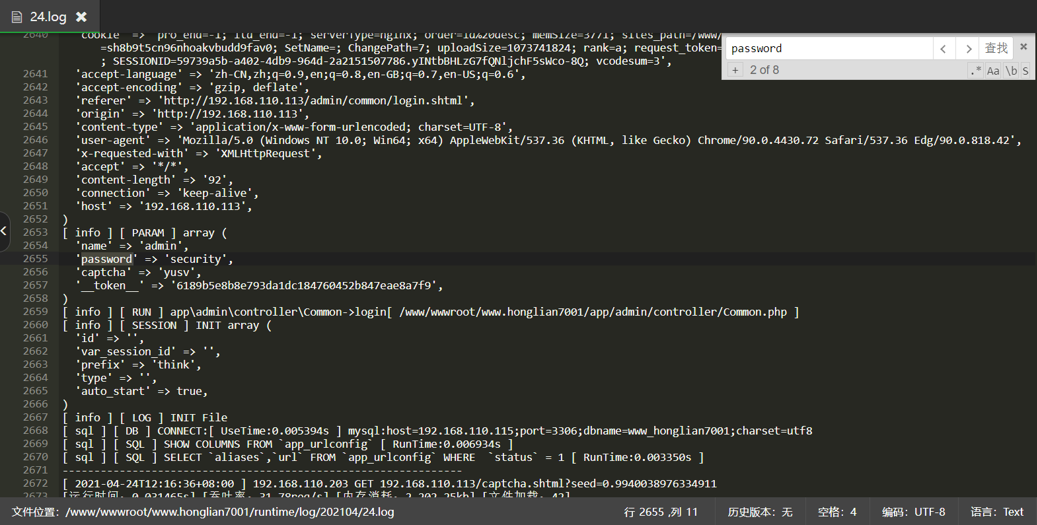 24.log
password
查找
+ 2 of 8
.* Aa \b S
2640 'cookie' => 'pro_end=-1; ltd_end=-1; serverType=nginx; order=id%20desc; memSize=3771; sites_path=/www/
=sh8b9t5cn96nhoakvbudd9fav0; SetName=; ChangePath=7; uploadSize=1073741824; rank=a; request_token=
; SESSIONID=59739a5b-a402-4db9-964d-2a2151507786.yINtbBHLzG7fQNljchF5sWco-8Q; vcodesum=3',
2641 'accept-language' => 'zh-CN,zh;q=0.9,en;q=0.8,en-GB;q=0.7,en-US;q=0.6',
2642 'accept-encoding' => 'gzip, deflate',
2643 'referer' => 'http://192.168.110.113/admin/common/login.shtml',
2644 'origin' => 'http://192.168.110.113',
2645 'content-type' => 'application/x-www-form-urlencoded; charset=UTF-8',
2646 'user-agent' => 'Mozilla/5.0 (Windows NT 10.0; Win64; x64) AppleWebKit/537.36 (KHTML, like Gecko) Chrome/90.0.4430.72 Safari/537.36 Edg/90.0.818.42',
2647 'x-requested-with' => 'XMLHttpRequest',
2648 'accept' => '*/*',
2649 'content-length' => '92',
2650 'connection' => 'keep-alive',
2651 'host' => '192.168.110.113',
2652 )
2653 [ info ] [ PARAM ] array (
2654 'name' => 'admin',
2655 'password' => 'security',
2656 'captcha' => 'yusv',
2657 '__token__' => '6189b5e8b8e793da1dc184760452b847eae8a7f9',
2658 )
2659 [ info ] [ RUN ] app\admin\controller\Common->login[ /www/wwwroot/www.honglian7001/app/admin/controller/Common.php ]
2660 [ info ] [ SESSION ] INIT array (
2661 'id' => '',
2662 'var_session_id' => '',
2663 'prefix' => 'think',
2664 'type' => '',
2665 'auto_start' => true,
2666 )
2667 [ info ] [ LOG ] INIT File
2668 [ sql ] [ DB ] CONNECT:[ UseTime:0.005394s ] mysql:host=192.168.110.115;port=3306;dbname=www_honglian7001;charset=utf8
2669 [ sql ] [ SQL ] SHOW COLUMNS FROM `app_urlconfig` [ RunTime:0.006934s ]
2670 [ sql ] [ SQL ] SELECT `aliases`,`url` FROM `app_urlconfig` WHERE `status` = 1 [ RunTime:0.003350s ]
2671 ---------------------------------------------------------------
2672 [ 2021-04-24T12:16:36+08:00 ] 192.168.110.203 GET 192.168.110.113/captcha.shtml?seed=0.9940038976334911
2673 [运行时间：0.031465s] [吞吐率：31.78req/s] [内存消耗：2,202.25kb] [文件加载：42]
文件位置：/www/wwwroot/www.honglian7001/runtime/log/202104/24.log 行 2655 ,列 11 历史版本：无 空格：4 编码：UTF-8 语言：Text